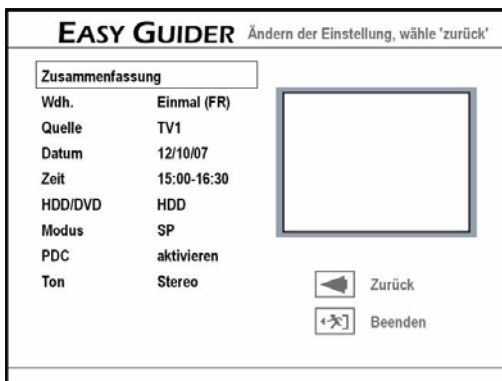 EASY GUIDER Ändern der Einstellung, wähle 'zurück'
Zusammenfassung
Wdh. Einmal (FR)
Quelle TV1
Datum 12/10/07
Zeit 15:00-16:30
HDD/DVD HDD
Modus SP
PDC aktivieren
Ton Stereo
Zurück
Beenden